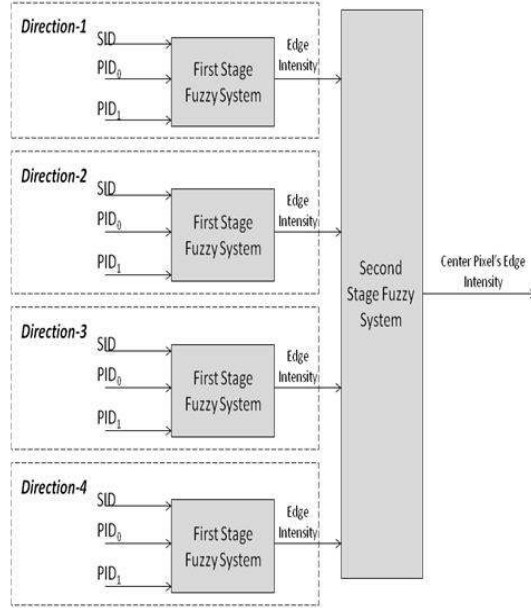 Direction-1
SID
PID0
PID1
First Stage
Fuzzy System
Edge
Intensity
Direction-2
SID
PID0
PID1
First Stage
Fuzzy System
Edge
Intensity
Direction-3
SID
PID0
PID1
First Stage
Fuzzy System
Edge
Intensity
Direction-4
SID
PID0
PID1
First Stage
Fuzzy System
Edge
Intensity
Second
Stage Fuzzy
System
Center Pixel's Edge
Intensity